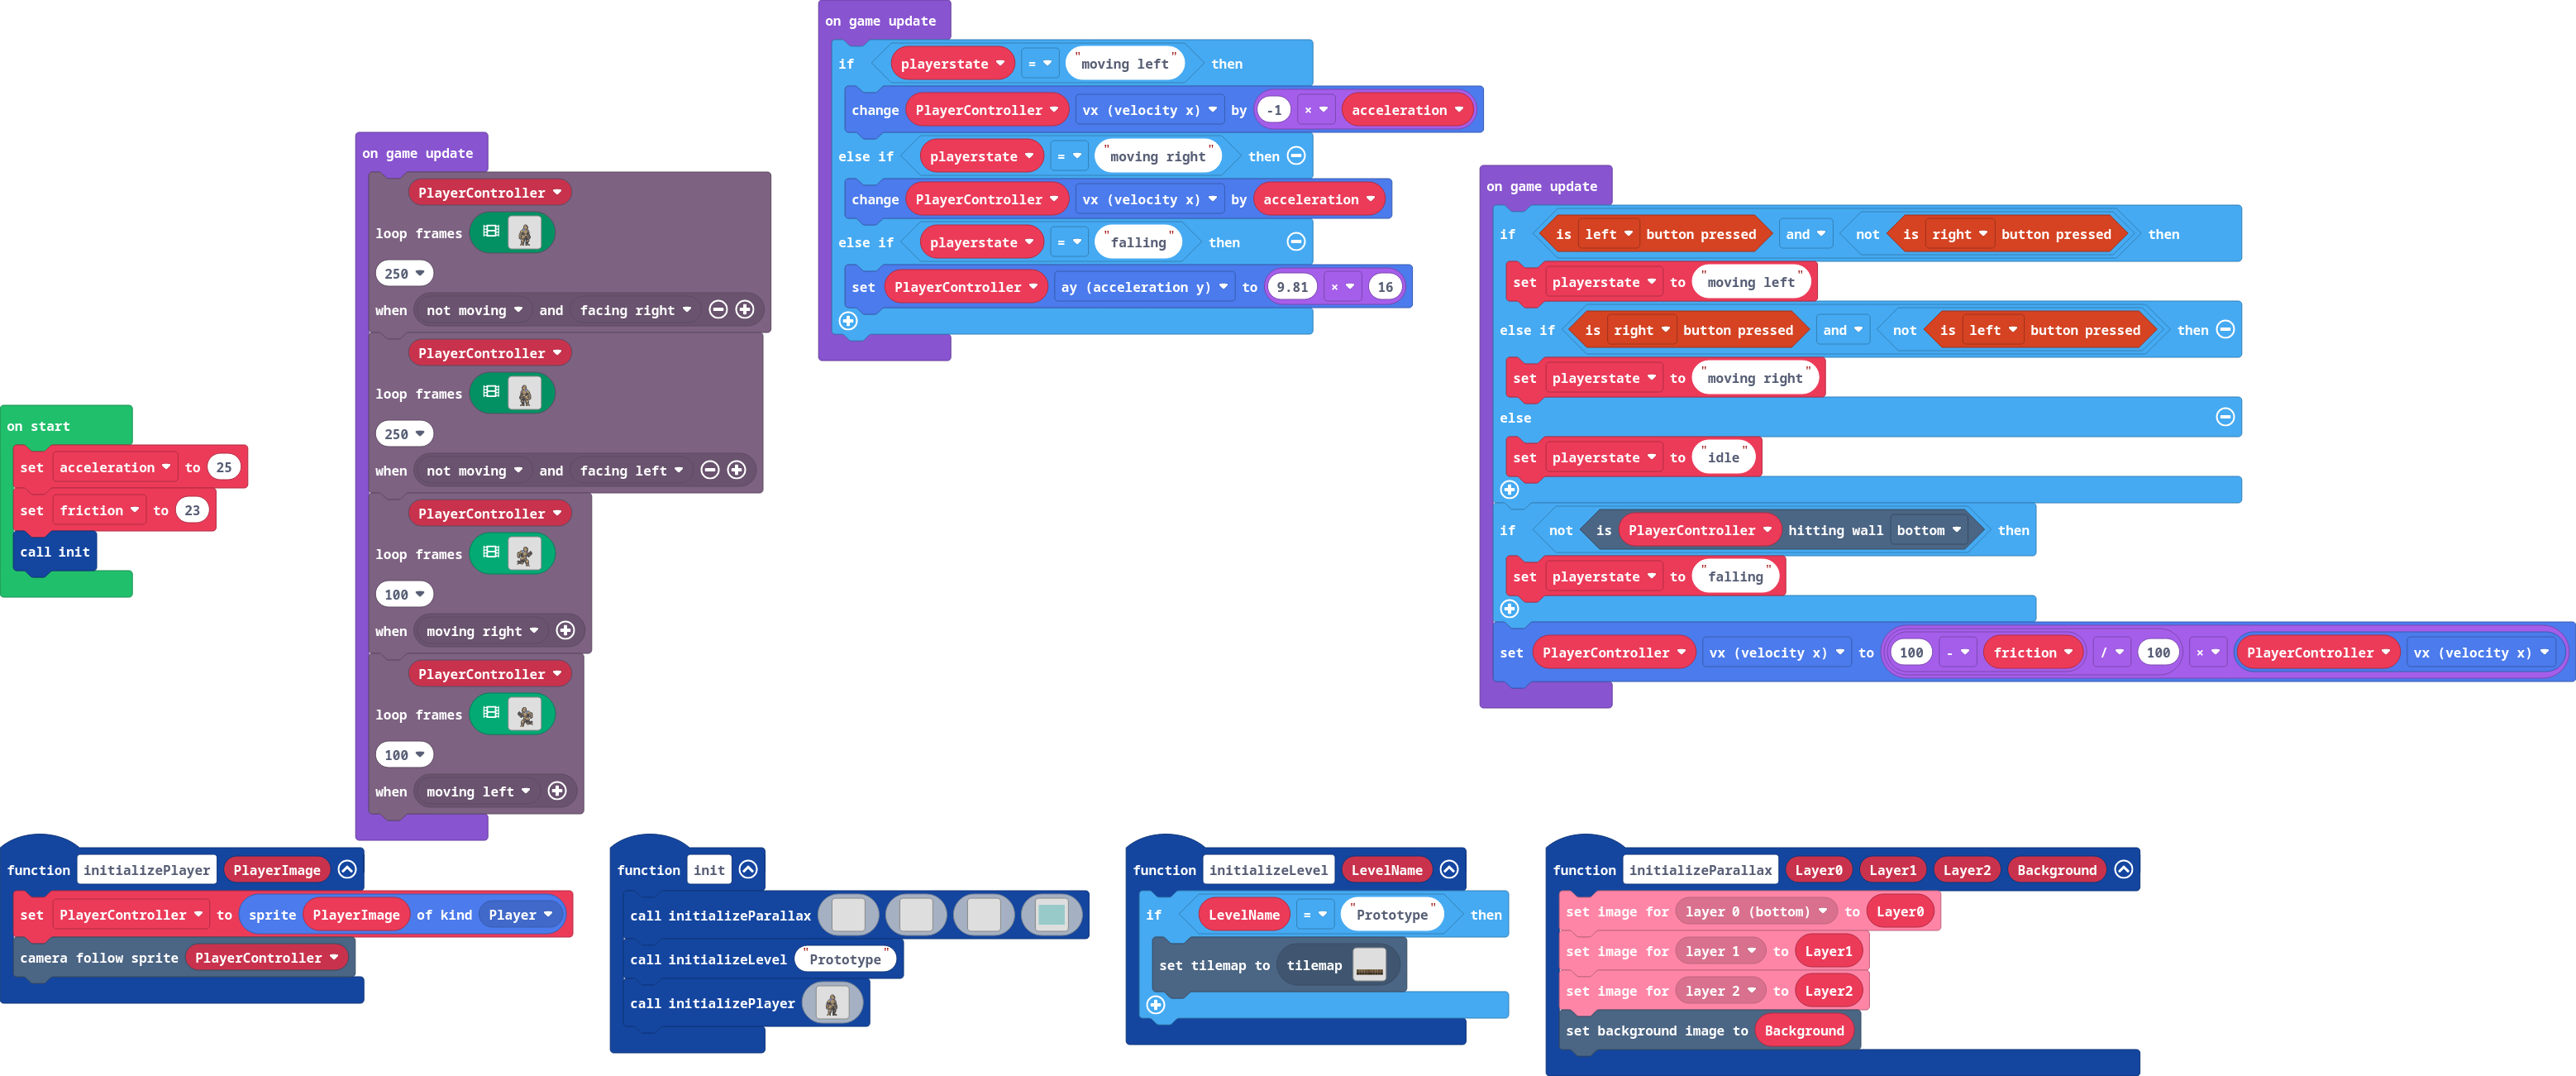 on start
set acceleration to 25
set friction to 23
call init
on game update
PlayerController
loop frames
250
when not moving and facing right
PlayerController
loop frames
250
when not moving and facing left
PlayerController
loop frames
100
when moving right
PlayerController
loop frames
100
when moving left
on game update
if playerstate = "moving left" then
change PlayerController vx (velocity x) by -1 × acceleration
else if playerstate = "moving right" then
change PlayerController vx (velocity x) by acceleration
else if playerstate = "falling" then
set PlayerController ay (acceleration y) to 9.81 × 16
on game update
if is left button pressed and not is right button pressed then
set playerstate to "moving left"
else if is right button pressed and not is left button pressed then
set playerstate to "moving right"
else
set playerstate to "idle"
if not is PlayerController hitting wall bottom then
set playerstate to "falling"
set PlayerController vx (velocity x) to 100 - friction / 100 × PlayerController vx (velocity x)
function initializePlayer PlayerImage
set PlayerController to sprite PlayerImage of kind Player
camera follow sprite PlayerController
function init
call initializeParallax
call initializeLevel "Prototype"
call initializePlayer
function initializeLevel LevelName
if LevelName = "Prototype" then
set tilemap to tilemap
function initializeParallax Layer0 Layer1 Layer2 Background
set image for layer 0 (bottom) to Layer0
set image for layer 1 to Layer1
set image for layer 2 to Layer2
set background image to Background